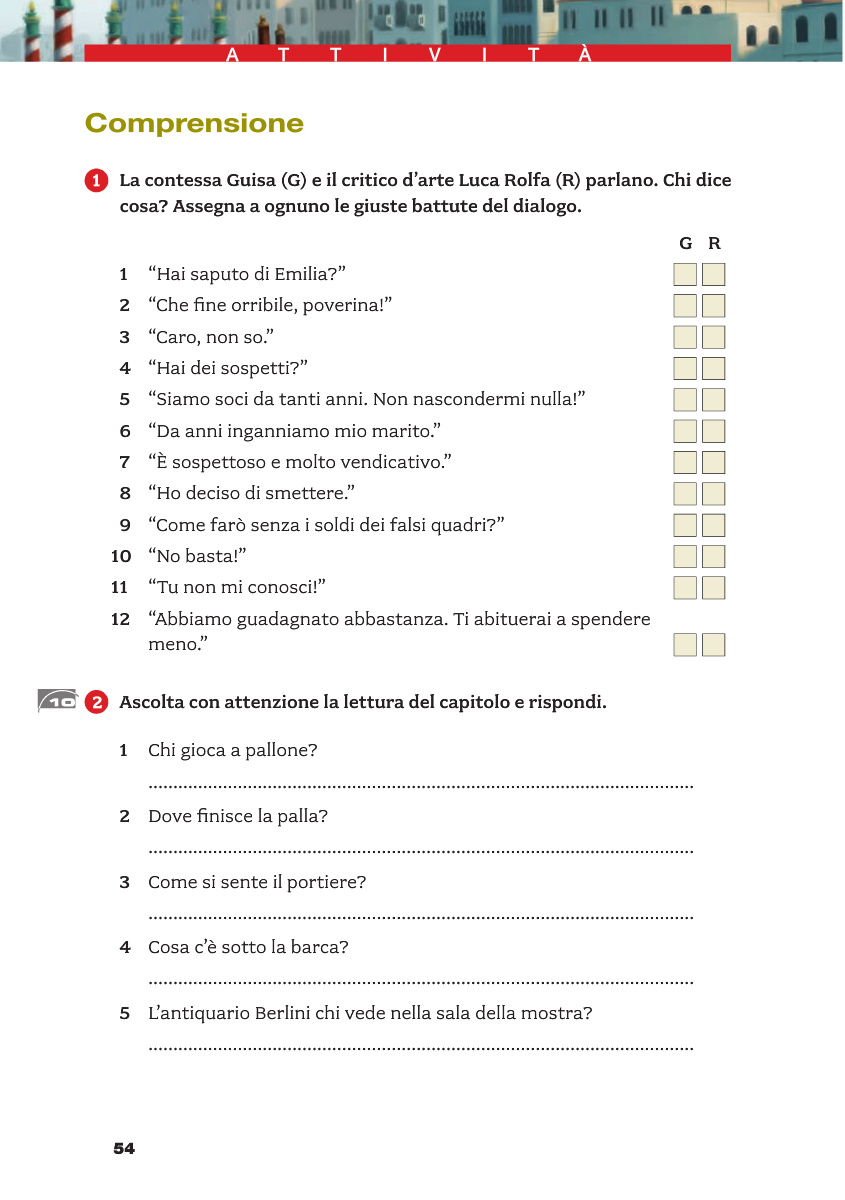 ATTIVITÀ
Comprensione
1 La contessa Guisa (G) e il critico d’arte Luca Rolfa (R) parlano. Chi dice
cosa? Assegna a ognuno le giuste battute del dialogo.
G R
1 “Hai saputo di Emilia?”
2 “Che fine orribile, poverina!”
3 “Caro, non so.”
4 “Hai dei sospetti?”
5 “Siamo soci da tanti anni. Non nascondermi nulla!”
6 “Da anni inganniamo mio marito.”
7 “È sospettoso e molto vendicativo.”
8 “Ho deciso di smettere.”
9 “Come farò senza i soldi dei falsi quadri?”
10 “No basta!”
11 “Tu non mi conosci!”
12 “Abbiamo guadagnato abbastanza. Ti abituerai a spendere
meno.”
10 2 Ascolta con attenzione la lettura del capitolo e rispondi.
1 Chi gioca a pallone?
2 Dove finisce la palla?
3 Come si sente il portiere?
4 Cosa c’è sotto la barca?
5 L’antiquario Berlini chi vede nella sala della mostra?
54